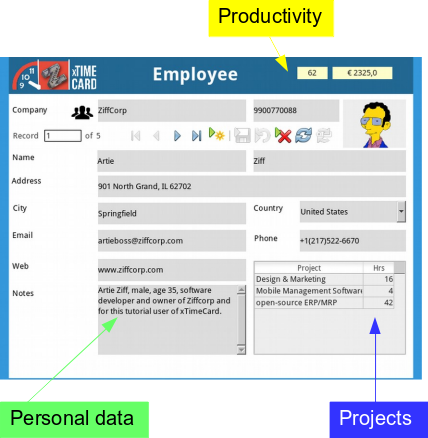 Productivity
11
10
9
xTIME
CARD
Employee
62
€ 2325,0
Company
ZiffCorp
9900770088
Record
1
of 5
Name
Artie
Ziff
Address
901 North Grand, IL 62702
City
Springfield
Country
United States
Email
artieboss@ziffcorp.com
Phone
+1(217)522-6670
Web
www.ziffcorp.com
Notes
Artie Ziff, male, age 35, software
developer and owner of Ziffcorp and
for this tutorial user of xTimeCard.
Project Hrs
Design & Marketing 16
Mobile Management Software 4
open-source ERP/MRP 42
Personal data
Projects